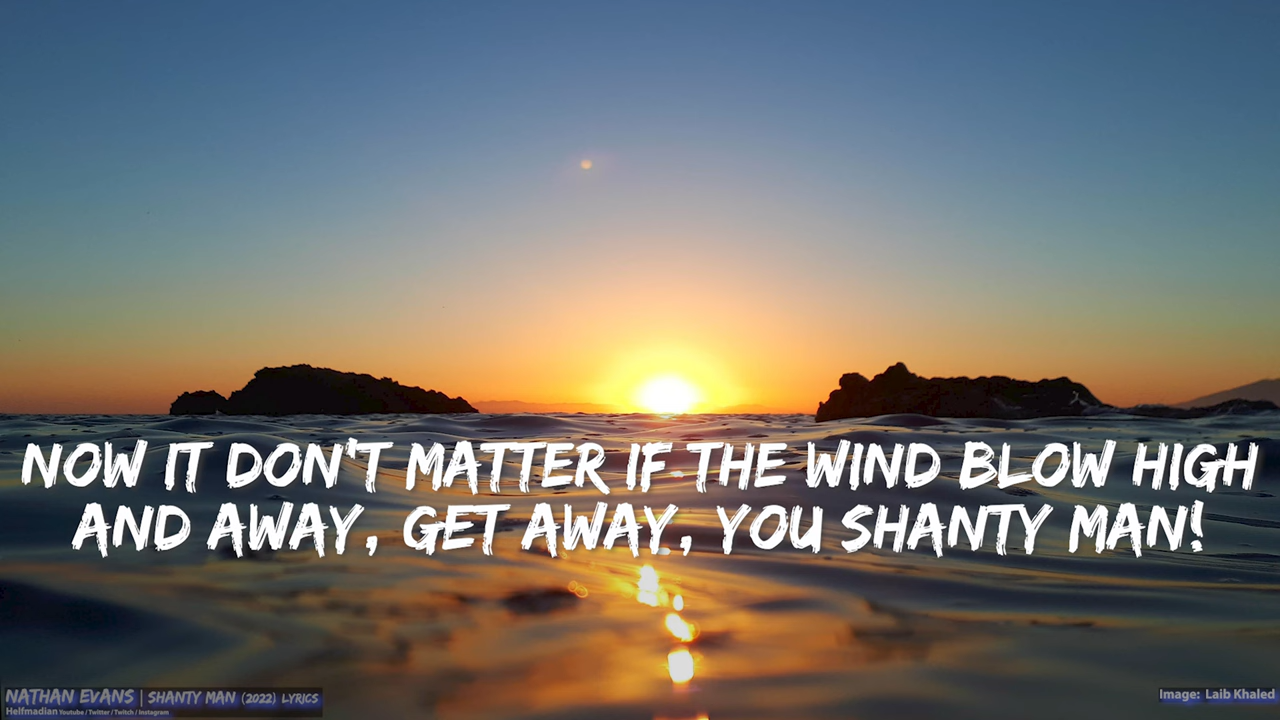 NOW IT DON'T MATTER IF THE WIND BLOW HIGH
AND AWAY, GET AWAY, YOU SHANTY MAN!
NATHAN EVANS | SHANTY MAN (2022) LYRICS
Helfmadian Youtube / Twitter / Twitch / Instagram
Image: Laib Khaled